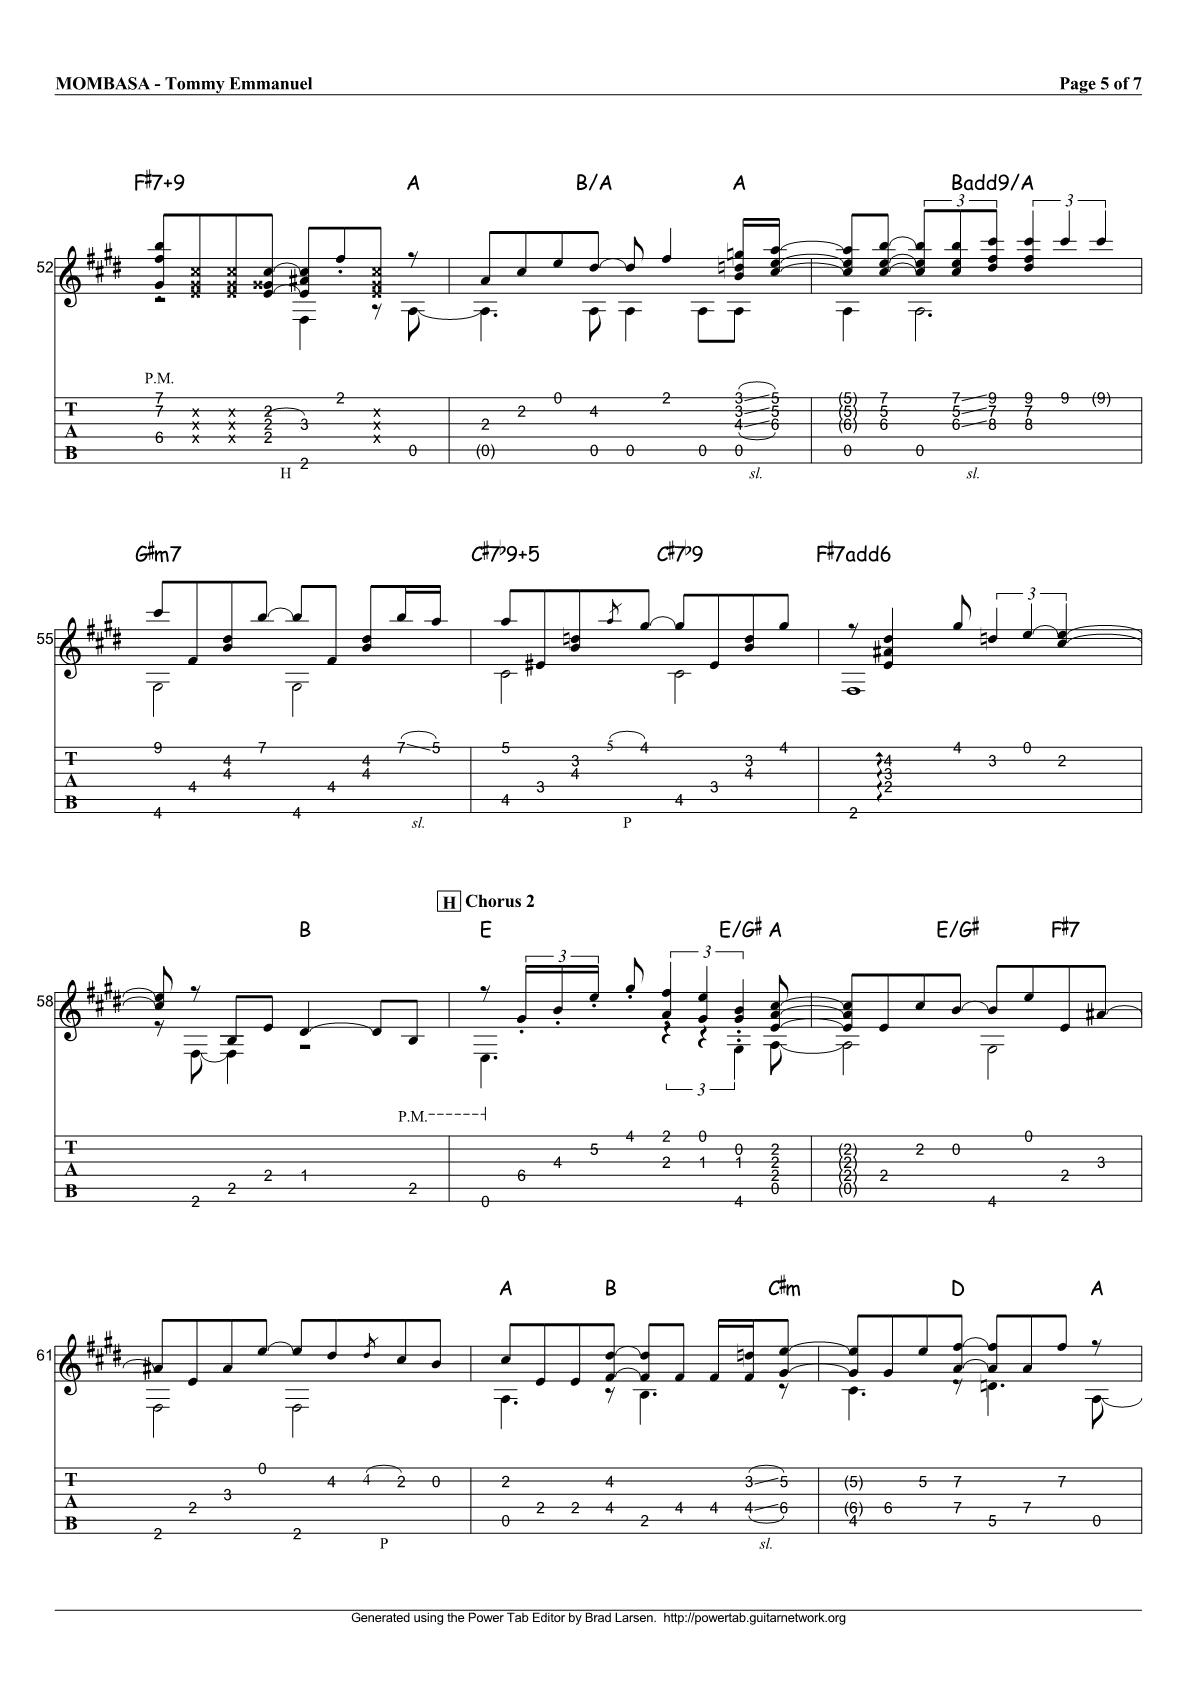 MOMBASA - Tommy Emmanuel Page 5 of 7
F#7+9 A B/A A Badd9/A
3 3
52
P.M.
7 2 0 2 3 5 (5) 7 7 9 9 9 (9)
T 7 x x 2 3 x 2 4 3 5 (5) 5 5 7 7
A x x 2 3 x 2 4 6 (6) 6 6 8 8
6 x x 2 x
B 0 (0) 0 0 0 0 0 0
2
H sl. sl.
G#m7 C#7b9+5 C#7b9 F#7add6
3
55
9 7 7 5 5 5 4 4 4 0
T 4 4 3 3 4 3 2
A 4 4 4 4 3
4 4 3 3 2
B 4 4
4 4 2
sl. P
H Chorus 2
B E E/G# A E/G# F#7
3 3
58
3
P.M.
4 2 0 0
T 5 0 2 (2) 2 0
A 4 2 1 1 2 (2) 3
2 1 6 2 (2) 2 2
B 2 2 0 (0)
2 0 4 4
A B C#m D A
61
0
T 4 4 2 0 2 4 3 5 (5) 5 7 7
A 3
2 2 2 4 4 4 4 6 (6) 6 7 7
B 0 2 4 5 0
2 2
P sl.
Generated using the Power Tab Editor by Brad Larsen. http://powertab.guitarnetwork.org